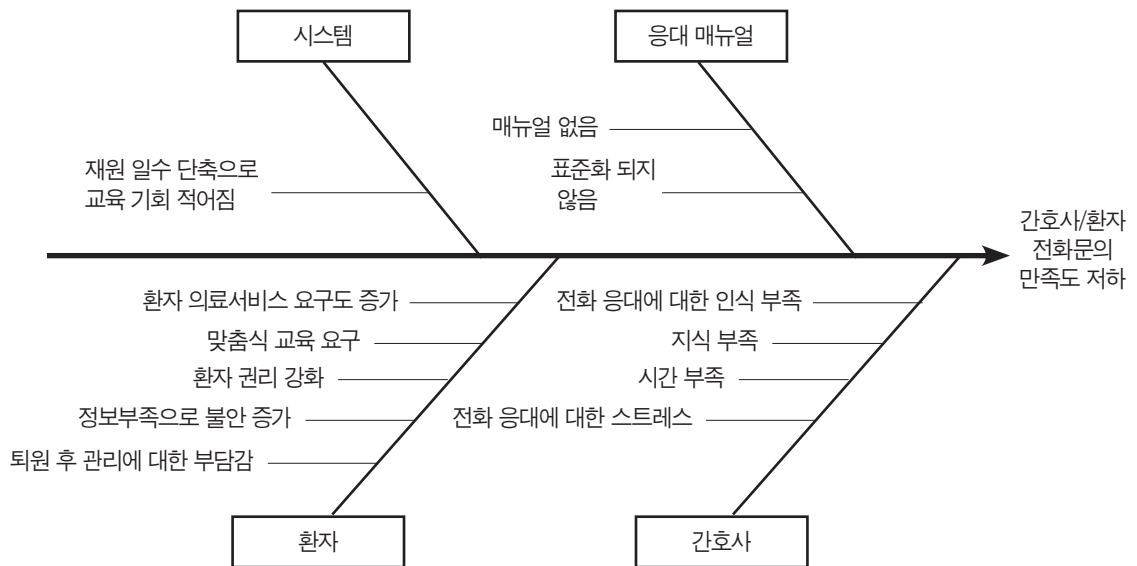 시스템
응대 매뉴얼
매뉴얼 없음
재원 일수 단축으로
교육 기회 적어짐
표준화 되지
않음
간호사/환자
전화문의
만족도 저하
환자 의료서비스 요구도 증가
맞춤식 교육 요구
환자 권리 강화
정보부족으로 불안 증가
퇴원 후 관리에 대한 부담감
전화 응대에 대한 인식 부족
지식 부족
시간 부족
전화 응대에 대한 스트레스
환자
간호사